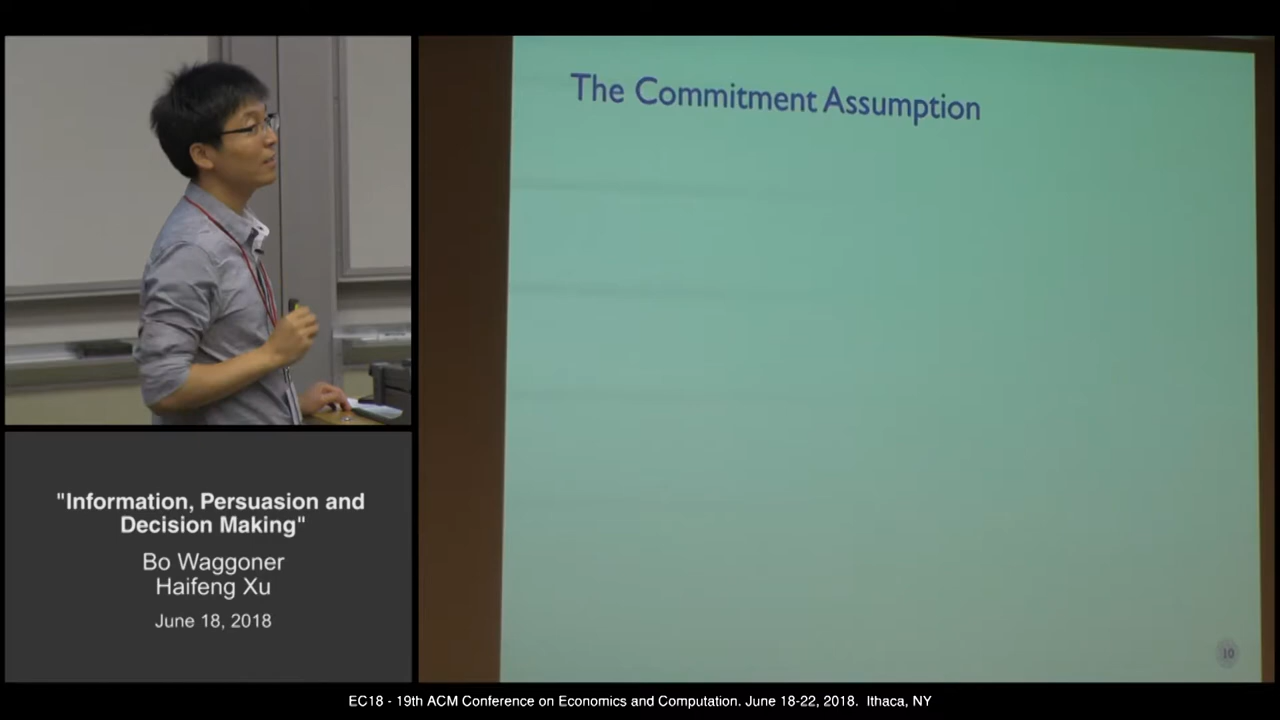 The Commitment Assumption
10
"Information, Persuasion and
Decision Making"
Bo Waggoner
Haifeng Xu
June 18, 2018
EC18 - 19th ACM Conference on Economics and Computation. June 18-22, 2018.  Ithaca, NY